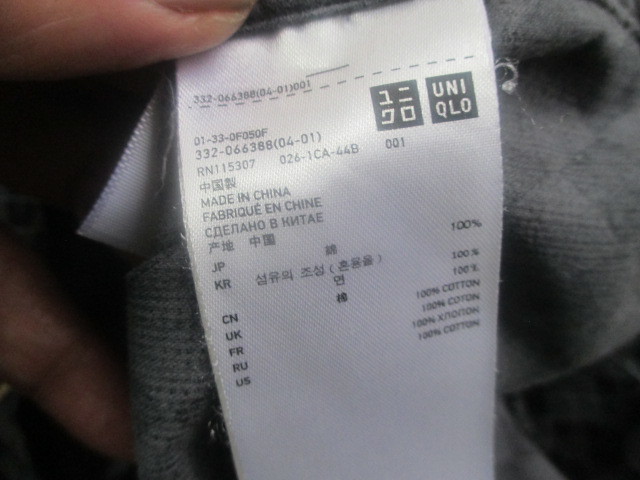 332-066388(04-01)001
ユニ
クロ
UNI
QLO
01-33-0F050F
332-066388(04-01)
RN115307 026-1CA-44B 001
中国製
MADE IN CHINA
FABRIQUÉ EN CHINE
СДЕЛАНО В КИТАЕ
产地 中国
JP 綿 100%
KR 섬유의 조성 ( 혼용율 )
면 100%
CN 棉 100%
UK 100% COTTON
FR 100% COTON
RU 100% ХЛОПОК
US 100% COTTON